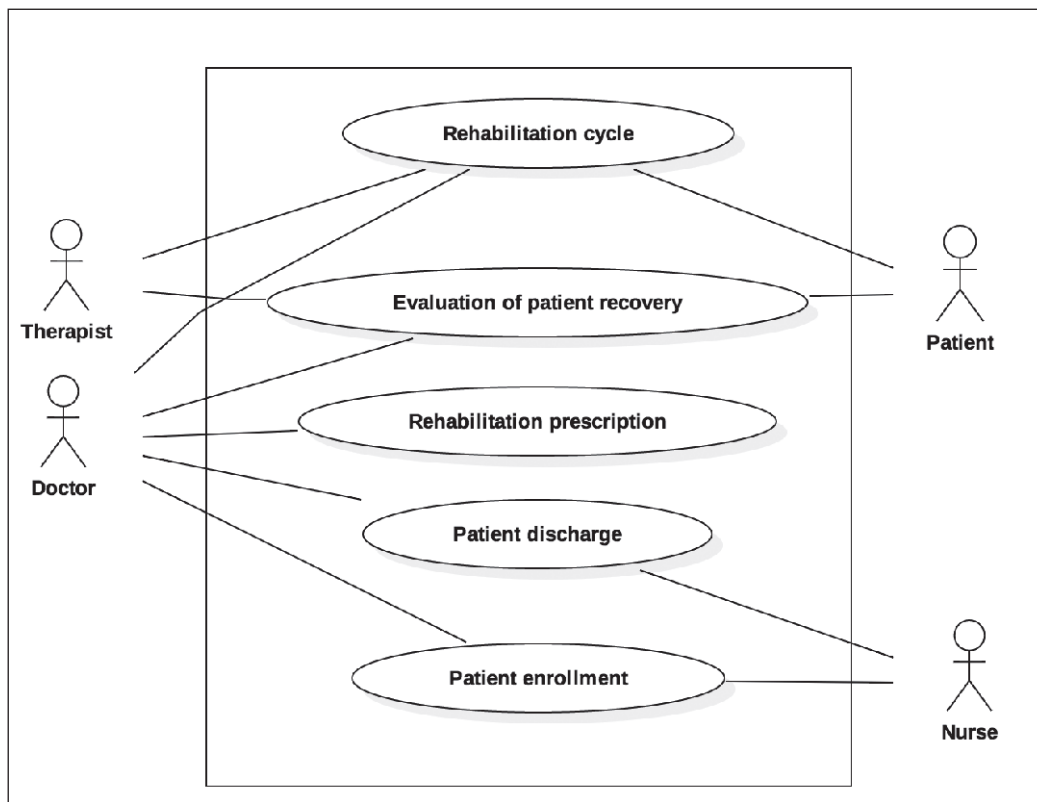 Rehabilitation cycle
Therapist
Evaluation of patient recovery
Patient
Rehabilitation prescription
Doctor
Patient discharge
Patient enrollment
Nurse